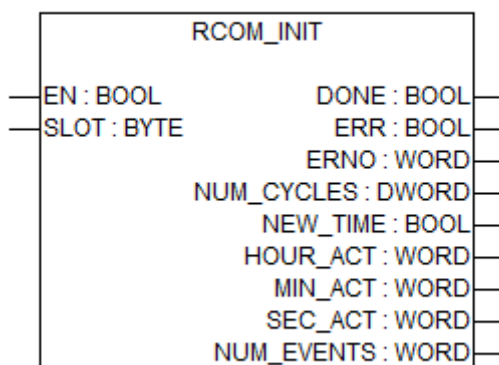 RCOM_INIT
EN : BOOL DONE : BOOL
SLOT : BYTE ERR : BOOL
ERNO : WORD
NUM_CYCLES : DWORD
NEW_TIME : BOOL
HOUR_ACT : WORD
MIN_ACT : WORD
SEC_ACT : WORD
NUM_EVENTS : WORD